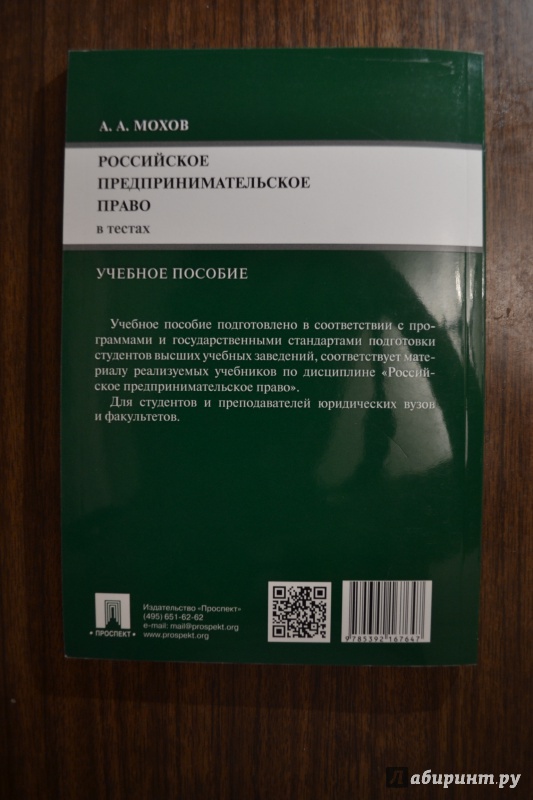 А. А. МОХОВ
РОССИЙСКОЕ
ПРЕДПРИНИМАТЕЛЬСКОЕ
ПРАВО
в тестах
УЧЕБНОЕ ПОСОБИЕ
Учебное пособие подготовлено в соответствии с про-
граммами и государственными стандартами подготовки
студентов высших учебных заведений, соответствует мате-
риалу реализуемых учебников по дисциплине «Россий-
ское предпринимательское право».
Для студентов и преподавателей юридических вузов
и факультетов.
•ПРОСПЕКТ•
Издательство «Проспект»
(495) 651-62-62
e-mail: mail@prospekt.org
www.prospekt.org
9 785392 167647
Лабиринт.ру